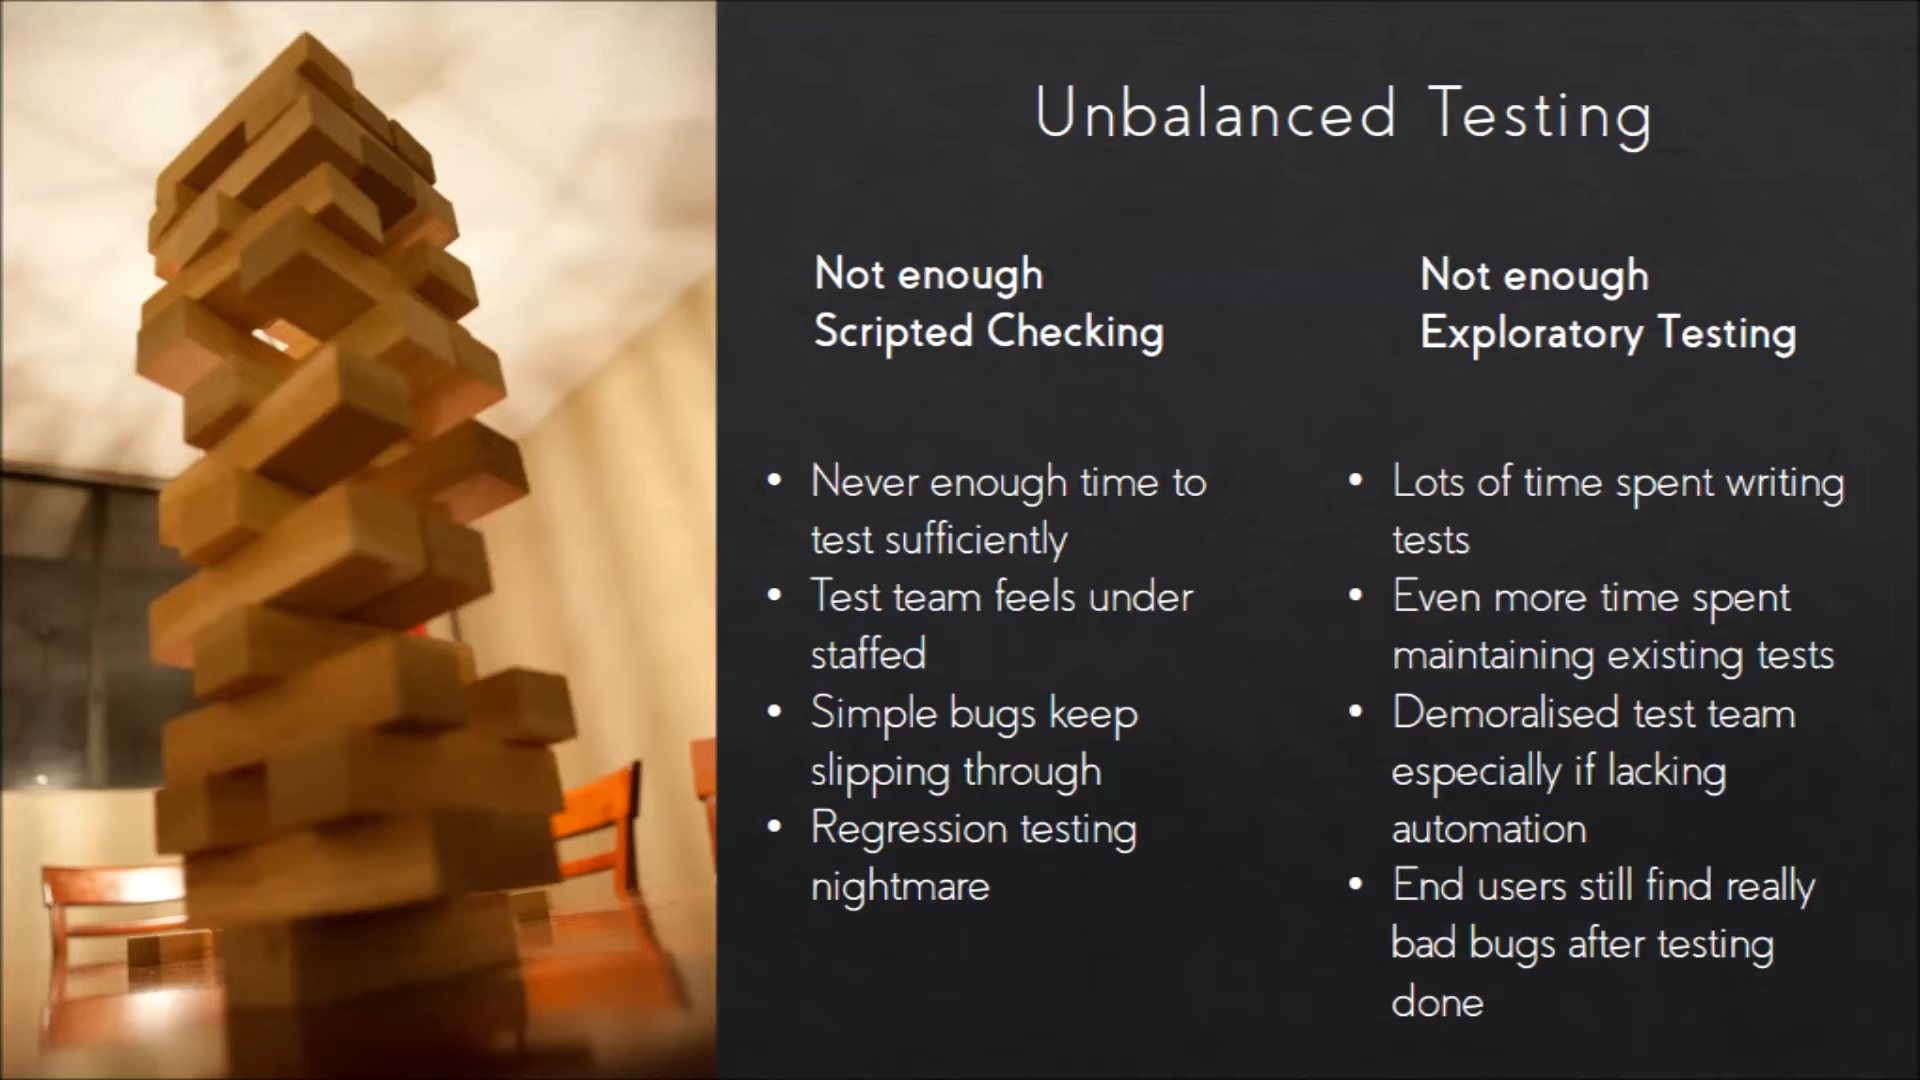 Unbalanced Testing
Not enough
Scripted Checking
• Never enough time to
test sufficiently
• Test team feels under
staffed
• Simple bugs keep
slipping through
• Regression testing
nightmare
Not enough
Exploratory Testing
• Lots of time spent writing
tests
• Even more time spent
maintaining existing tests
• Demoralised test team
especially if lacking
automation
• End users still find really
bad bugs after testing
done